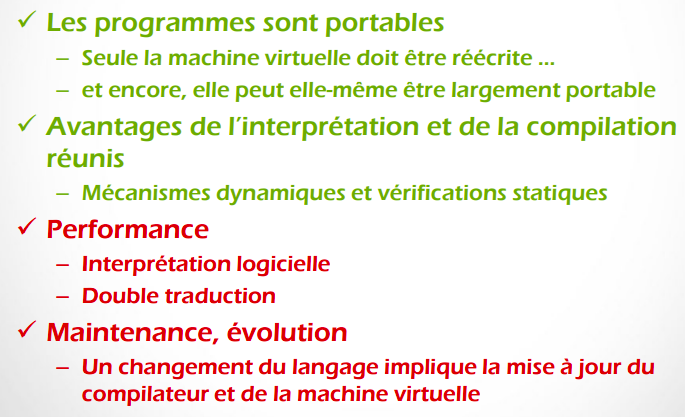 ✓ Les programmes sont portables
– Seule la machine virtuelle doit être réécrite ...
– et encore, elle peut elle-même être largement portable
✓ Avantages de l'interprétation et de la compilation
réunis
– Mécanismes dynamiques et vérifications statiques
✓ Performance
– Interprétation logicielle
– Double traduction
✓ Maintenance, évolution
– Un changement du langage implique la mise à jour du
compilateur et de la machine virtuelle